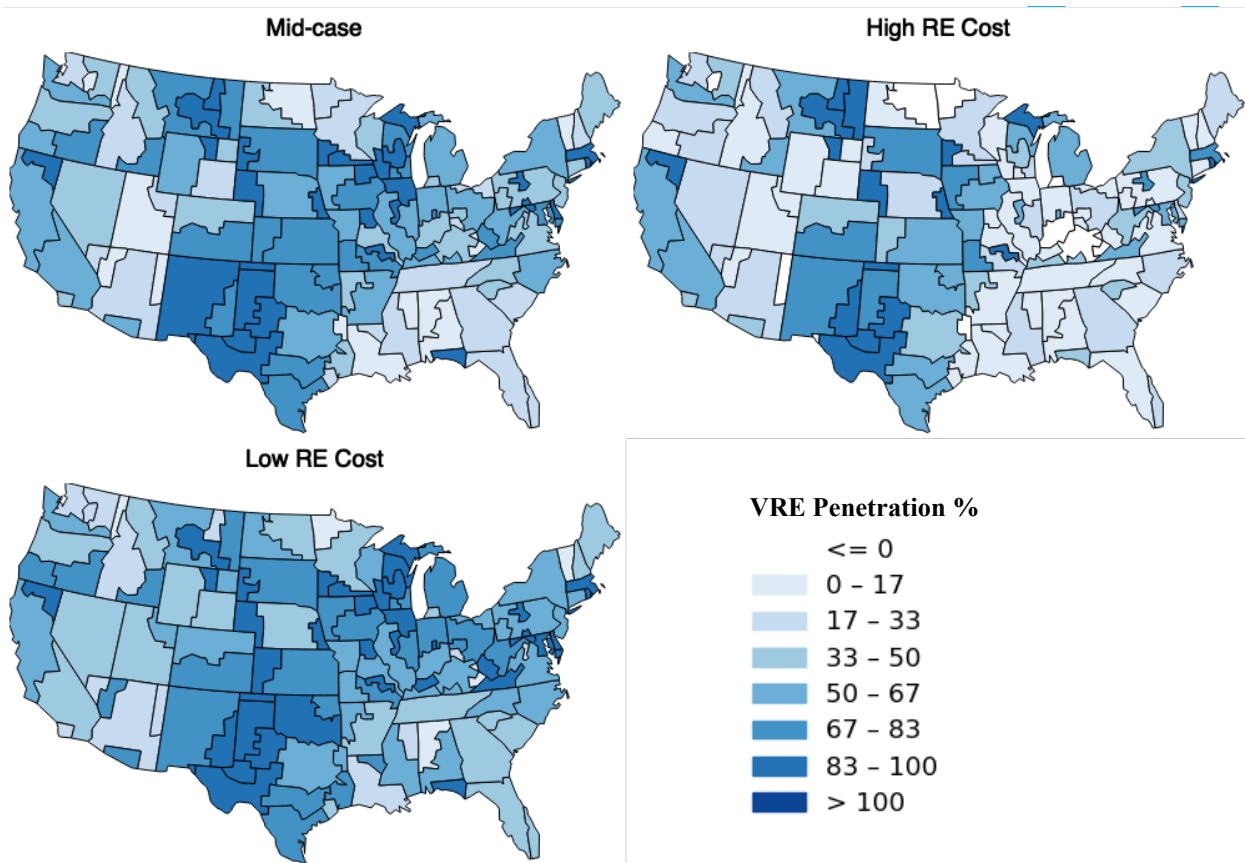 Mid-case
High RE Cost
Low RE Cost
VRE Penetration %
<= 0
0 – 17
17 – 33
33 – 50
50 – 67
67 – 83
83 – 100
> 100